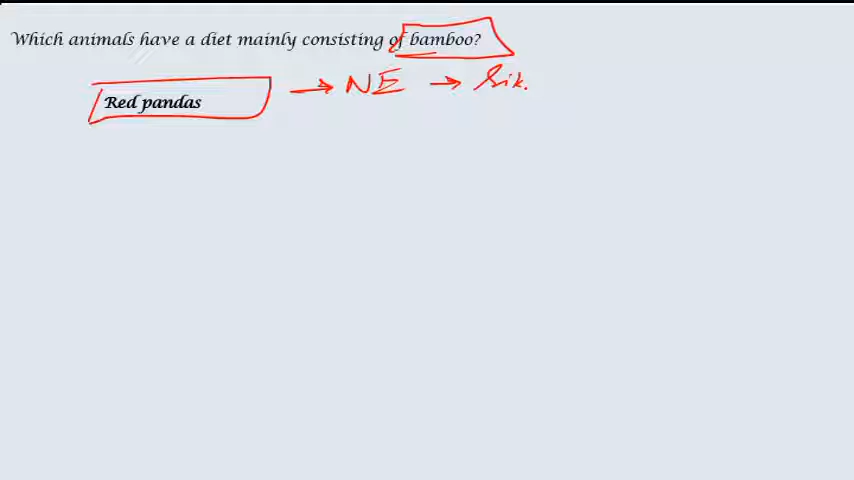 Which animals have a diet mainly consisting of bamboo?
Red pandas → NE → Sik.